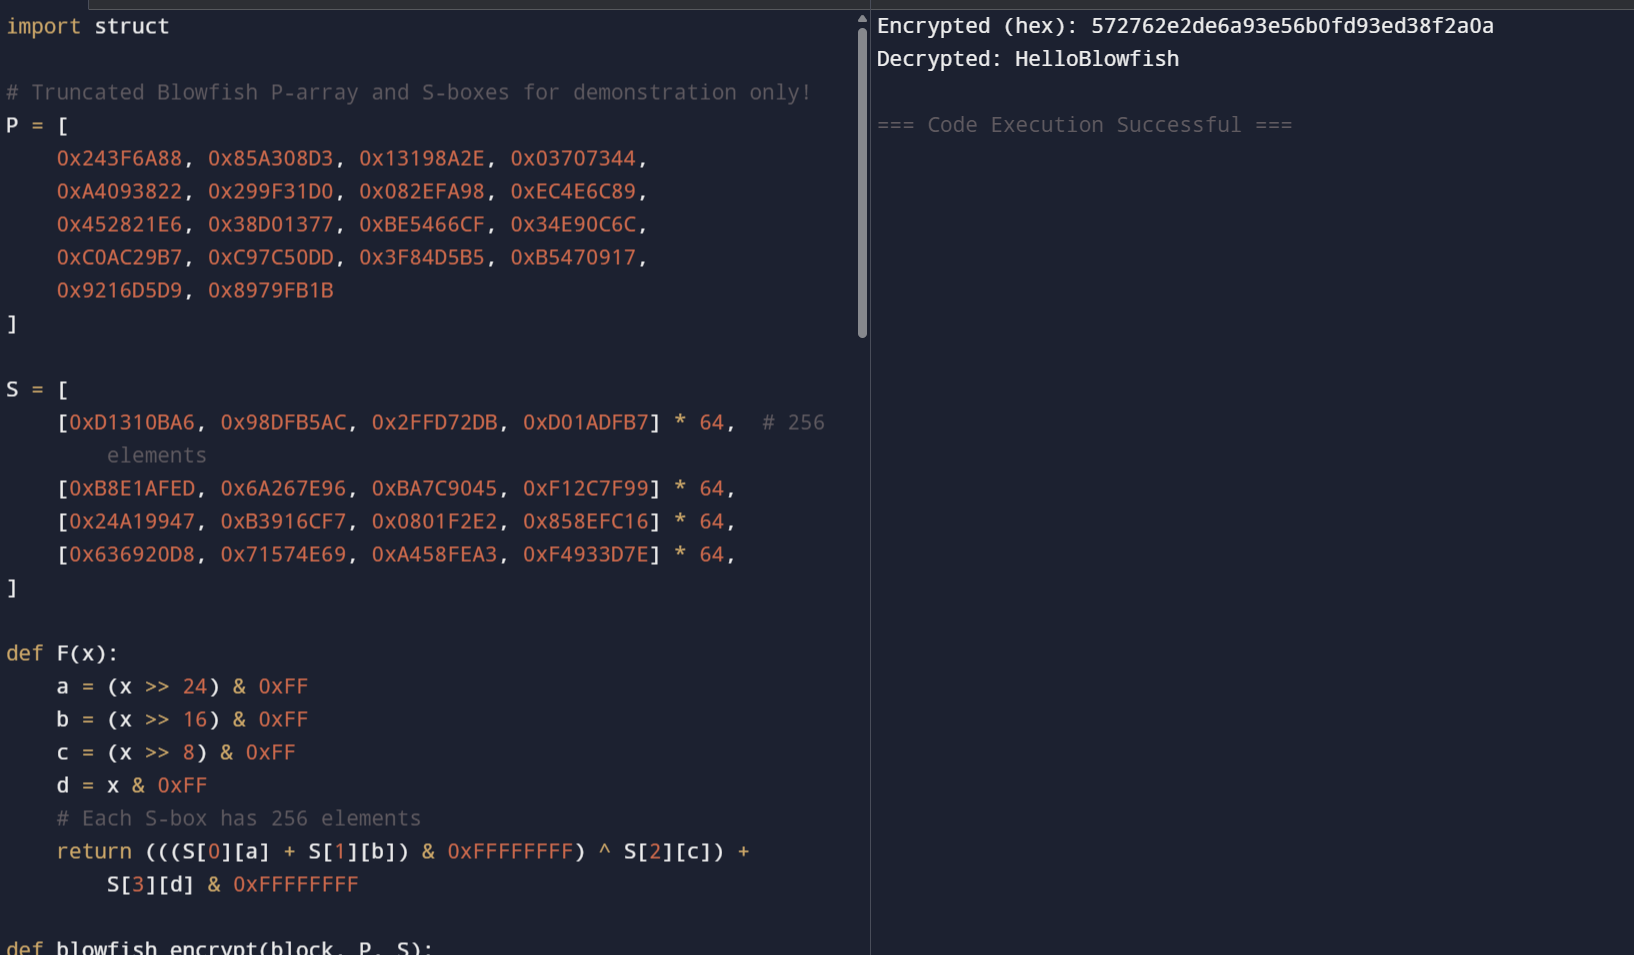 import struct
# Truncated Blowfish P-array and S-boxes for demonstration only!
P = [
0x243F6A88, 0x85A308D3, 0x13198A2E, 0x03707344,
0xA4093822, 0x299F31D0, 0x082EFA98, 0xEC4E6C89,
0x452821E6, 0x38D01377, 0xBE5466CF, 0x34E90C6C,
0xC0AC29B7, 0xC97C50DD, 0x3F84D5B5, 0xB5470917,
0x9216D5D9, 0x8979FB1B
]
S = [
[0xD1310BA6, 0x98DFB5AC, 0x2FFD72DB, 0xD01ADFB7] * 64,  # 256
elements
[0xB8E1AFED, 0x6A267E96, 0xBA7C9045, 0xF12C7F99] * 64,
[0x24A19947, 0xB3916CF7, 0x0801F2E2, 0x858EFC16] * 64,
[0x636920D8, 0x71574E69, 0xA458FEA3, 0xF4933D7E] * 64,
]
def F(x):
a = (x >> 24) & 0xFF
b = (x >> 16) & 0xFF
c = (x >> 8) & 0xFF
d = x & 0xFF
# Each S-box has 256 elements
return (((S[0][a] + S[1][b]) & 0xFFFFFFFF) ^ S[2][c]) +
S[3][d] & 0xFFFFFFFF
def blowfish_encrypt(block, P, S):
Encrypted (hex): 572762e2de6a93e56b0fd93ed38f2a0a
Decrypted: HelloBlowfish
=== Code Execution Successful ===